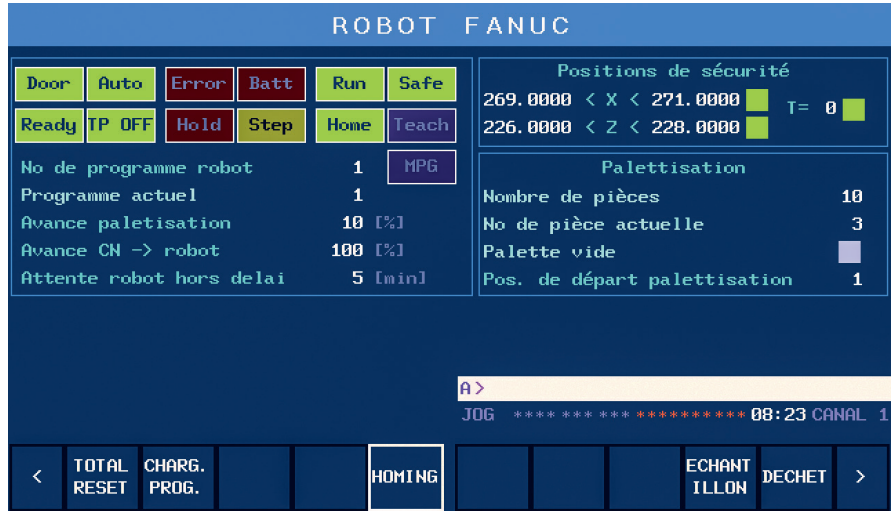 ROBOT FANUC
Door Auto Error Batt Run Safe
Ready TP OFF Hold Step Home Teach
No de programme robot 1 MPG
Programme actuel 1
Avance paletisation 10 [%]
Avance CN -> robot 100 [%]
Attente robot hors delai 5 [min]
Positions de sécurité
269.0000 < X < 271.0000 T= 0
226.0000 < Z < 228.0000
Palettisation
Nombre de pièces 10
No de pièce actuelle 3
Palette vide
Pos. de départ palettisation 1
A>
JOG **** *** *** ********** 08:23 CANAL 1
< TOTAL RESET CHARG. PROG. HOMING ECHANT ILLON DECHET >